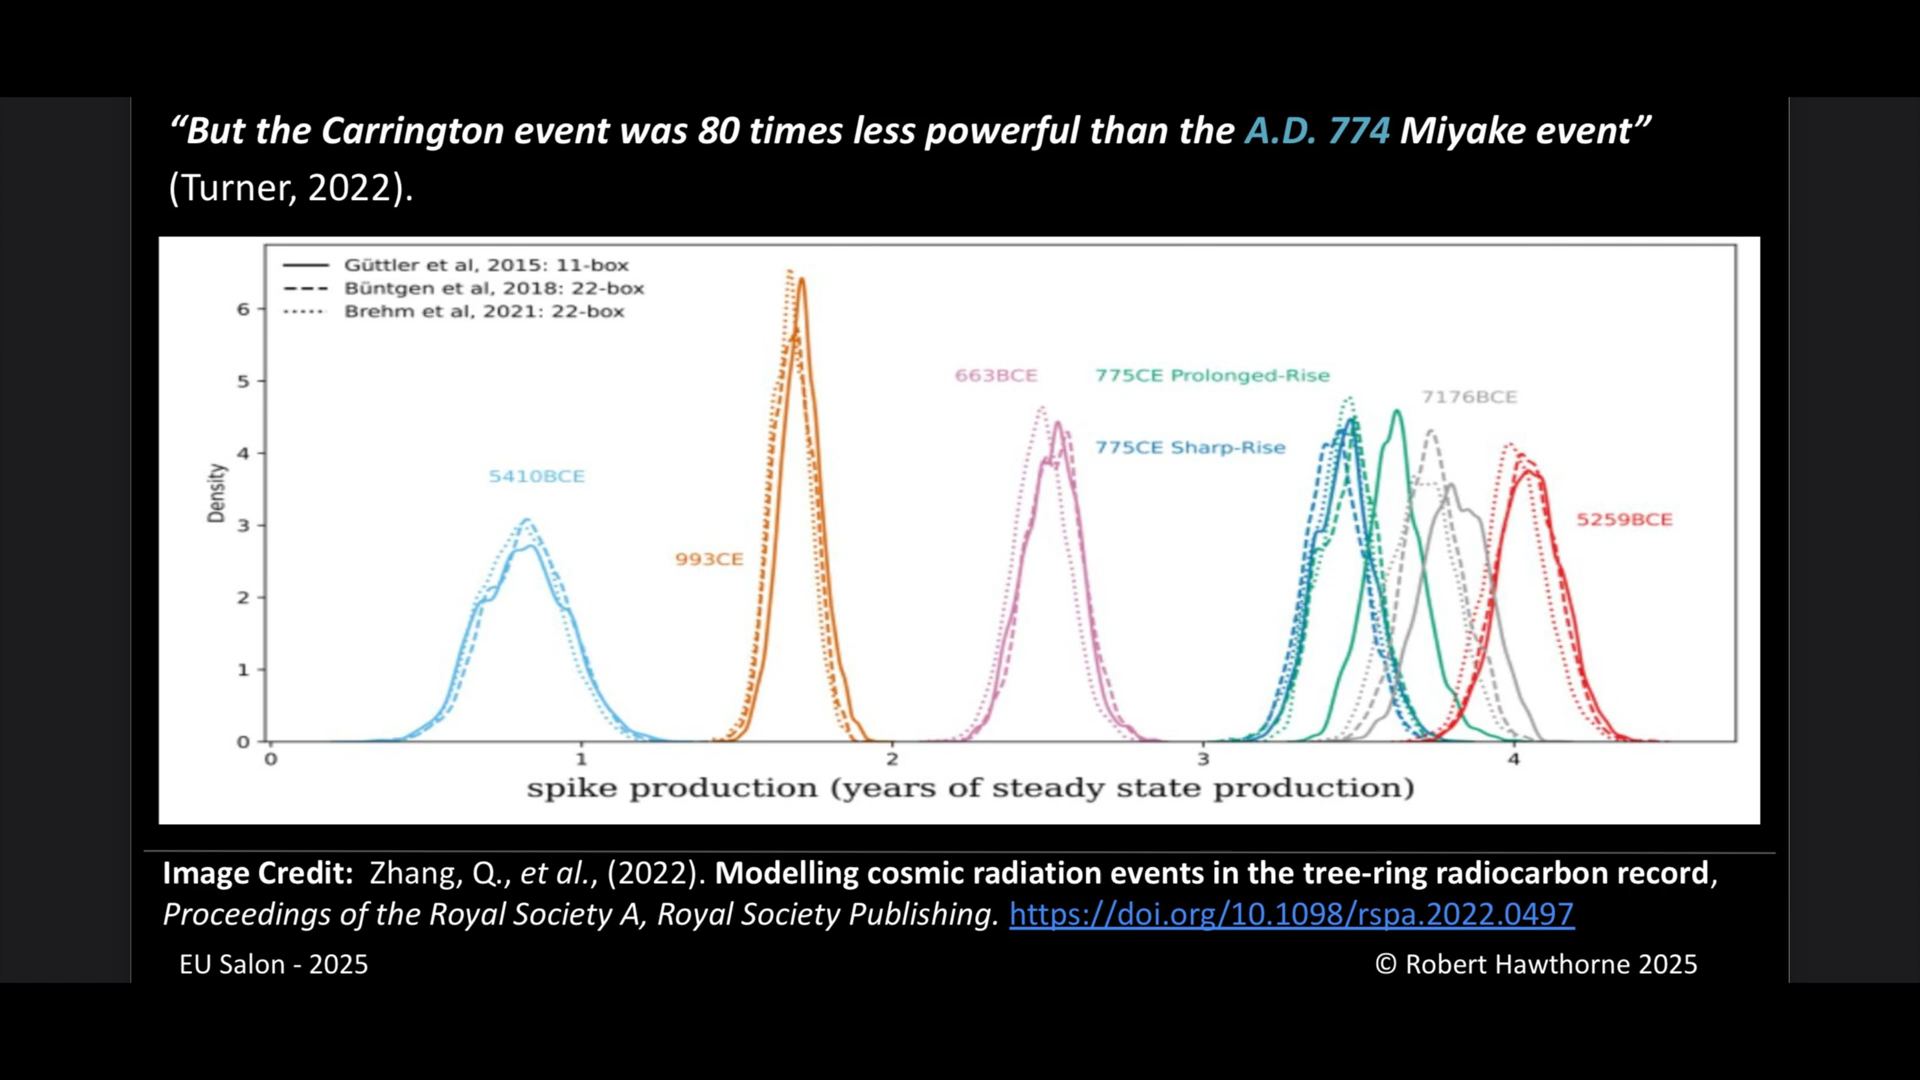 “But the Carrington event was 80 times less powerful than the A.D. 774 Miyake event”
(Turner, 2022).
Güttler et al, 2015: 11-box
Büntgen et al, 2018: 22-box
Brehm et al, 2021: 22-box
6
5
4
3
2
1
0
Density
5410BCE
993CE
663BCE
775CE Prolonged-Rise
775CE Sharp-Rise
7176BCE
5259BCE
0 1 2 3 4
spike production (years of steady state production)
Image Credit: Zhang, Q., et al., (2022). Modelling cosmic radiation events in the tree-ring radiocarbon record,
Proceedings of the Royal Society A, Royal Society Publishing. https://doi.org/10.1098/rspa.2022.0497
EU Salon - 2025
© Robert Hawthorne 2025